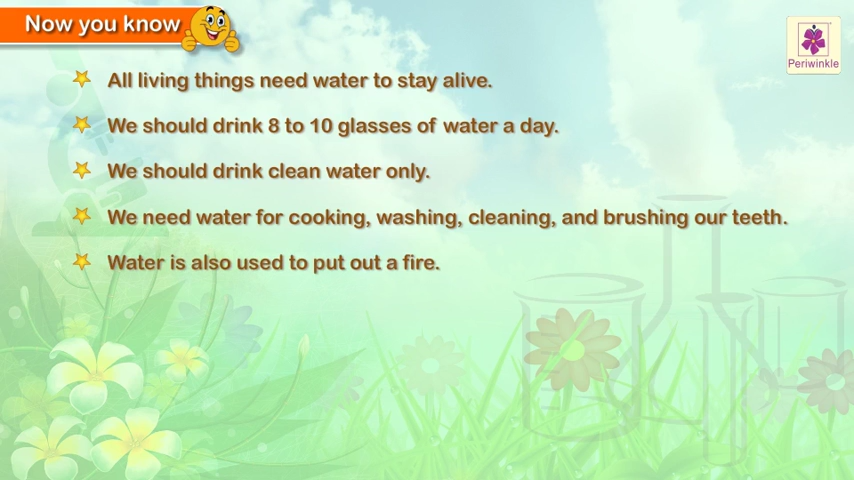 Now you know
Periwinkle
All living things need water to stay alive.
We should drink 8 to 10 glasses of water a day.
We should drink clean water only.
We need water for cooking, washing, cleaning, and brushing our teeth.
Water is also used to put out a fire.